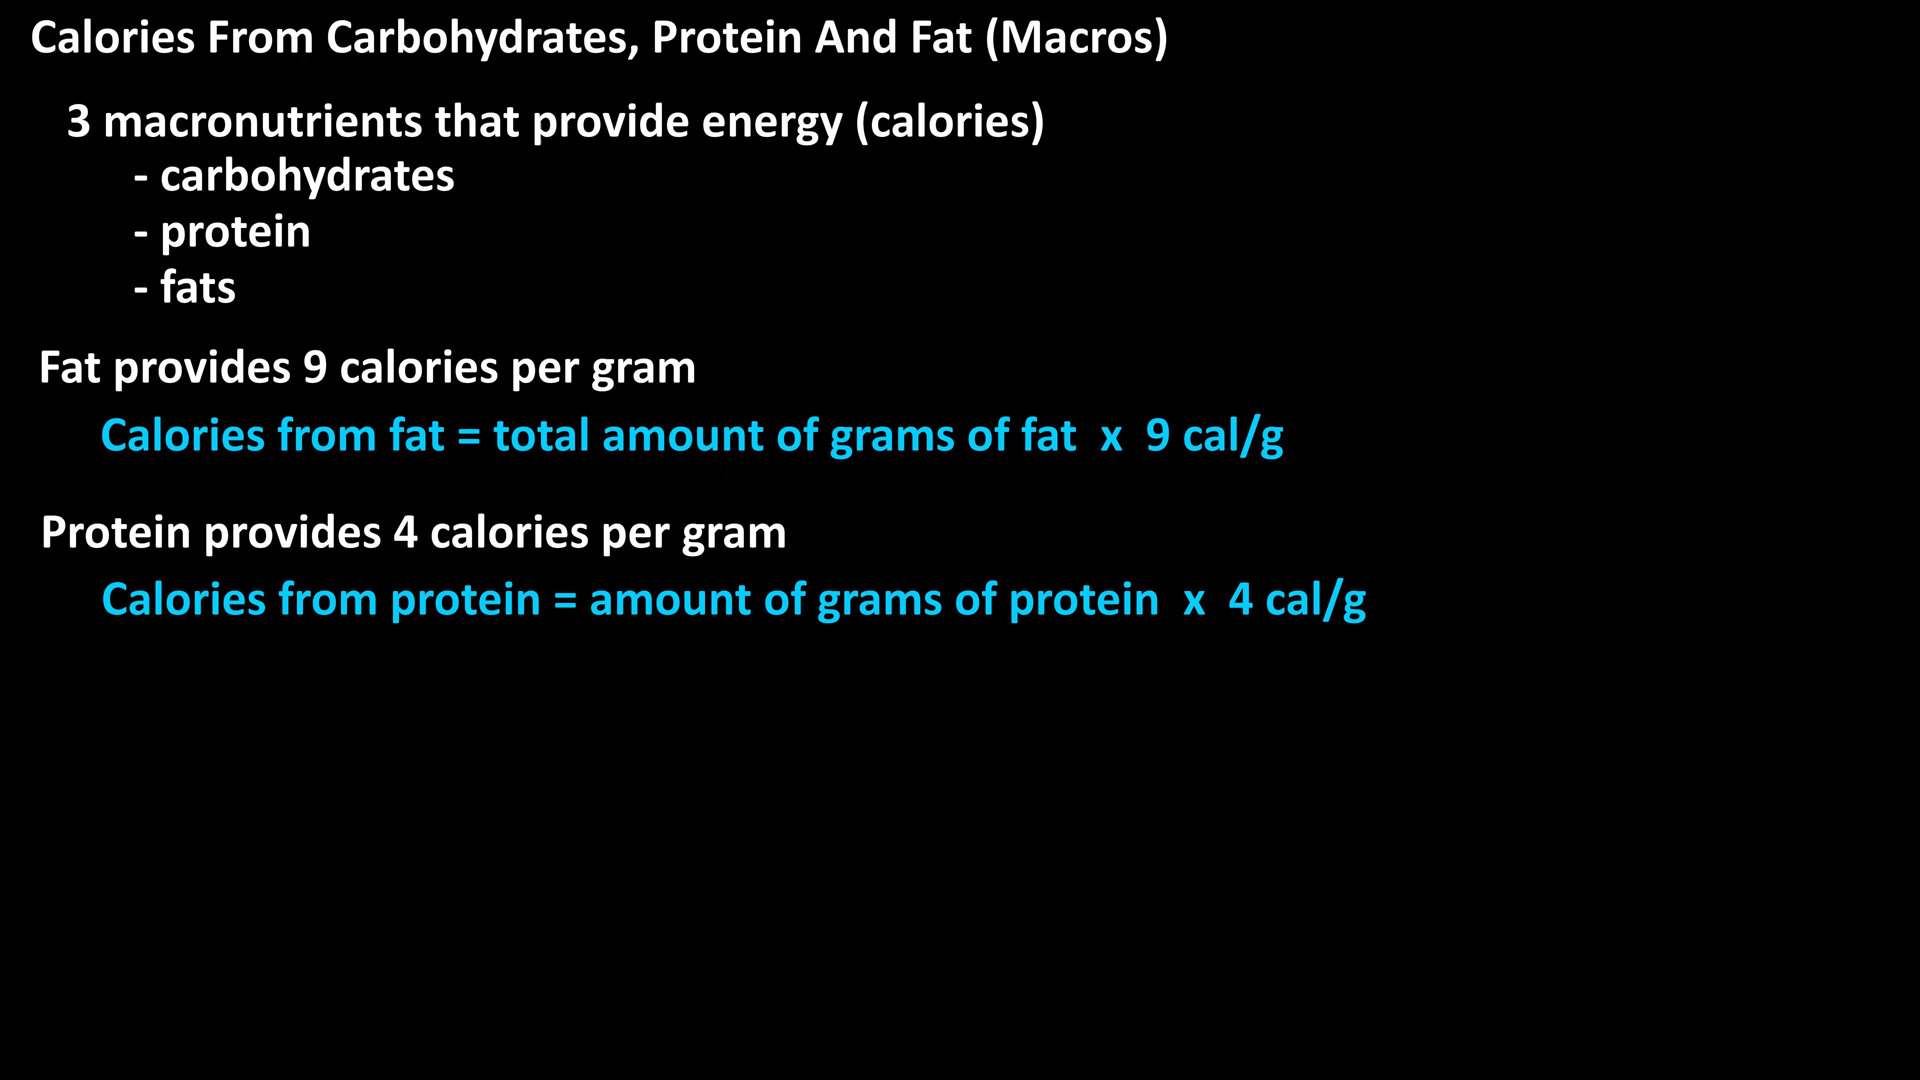 Calories From Carbohydrates, Protein And Fat (Macros)
3 macronutrients that provide energy (calories)
- carbohydrates
- protein
- fats
Fat provides 9 calories per gram
Calories from fat = total amount of grams of fat x 9 cal/g
Protein provides 4 calories per gram
Calories from protein = amount of grams of protein x 4 cal/g